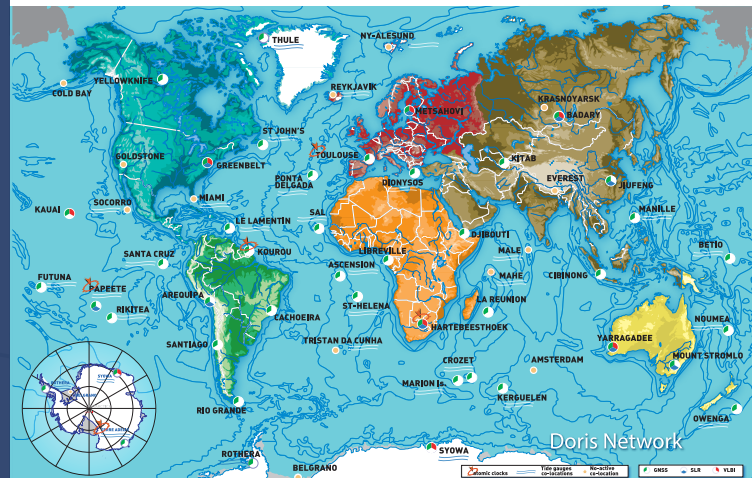 THULE
NY-ALESUND
COLD BAY
YELLOWKNIFE
REYKJAVIK
METSAHOVI
KRASNOYARSK
BADARY
ST JOHN'S
GOLDSTONE
GREENBELT
TOULOUSE
KITAB
PONTA
DELGADA
DIONYSOS
EVEREST
JIUFENG
SOCORRO
MIAMI
KAUAI
SAL
MANILLE
LE LAMENTIN
DJIBOUTI
SANTA CRUZ
KOUROU
LIBREVILLE
MALE
BETIO
ASCENSION
MAHE
CIBINONG
FUTUNA
PAPEETE
AREQUIPA
RIKITEA
ST-HELENA
LA REUNION
CACHOEIRA
HARTEBEESTHOEK
NOUMEA
SANTIAGO
TRISTAN DA CUNHA
YARRAGADEE
MOUNT STROMLO
CROZET
AMSTERDAM
MARION Is
KERGUELEN
RIO GRANDE
OWENGA
Doris Network
ROTHERA
SYOWA
BELGRANO
ROTHERA
SYOWA
atomic clocks
Tide gauges
co-locations
No-active
co-location
GNSS
SLR
VLBI